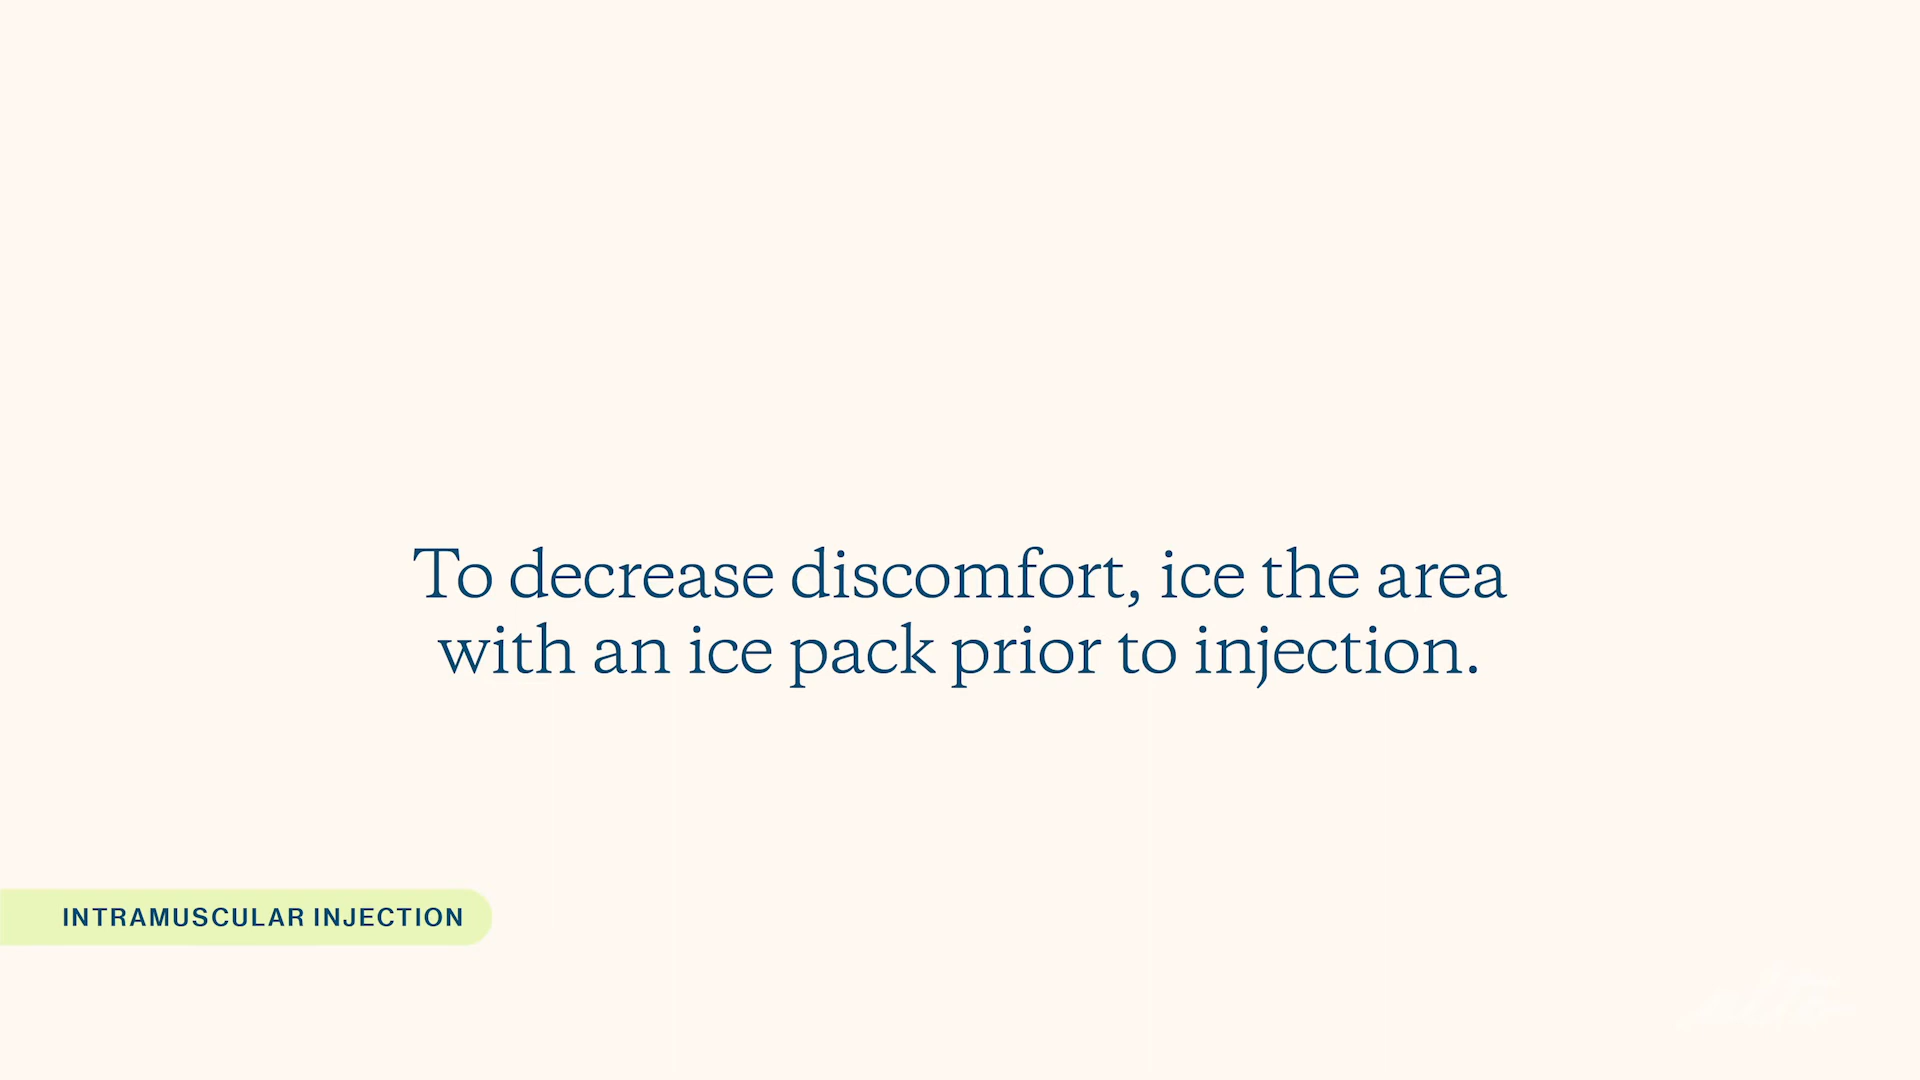 To decrease discomfort, ice the area
with an ice pack prior to injection.
INTRAMUSCULAR INJECTION